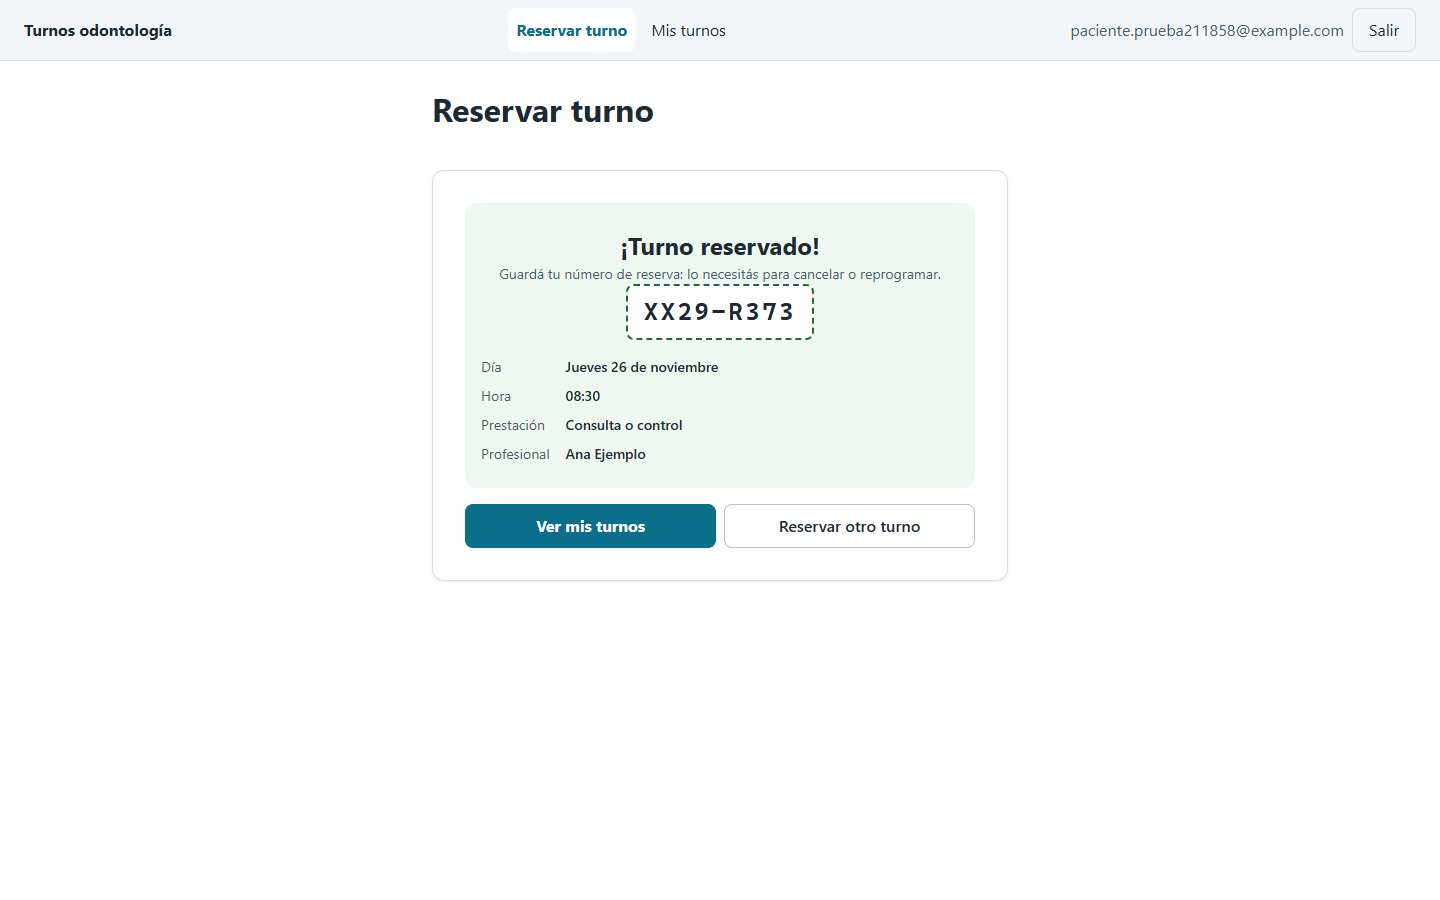 Turnos odontología
Reservar turno
Mis turnos
paciente.prueba211858@example.com
Salir
Reservar turno
¡Turno reservado!
Guardá tu número de reserva: lo necesitás para cancelar o reprogramar.
XX29-R373
Día Jueves 26 de noviembre
Hora 08:30
Prestación Consulta o control
Profesional Ana Ejemplo
Ver mis turnos
Reservar otro turno